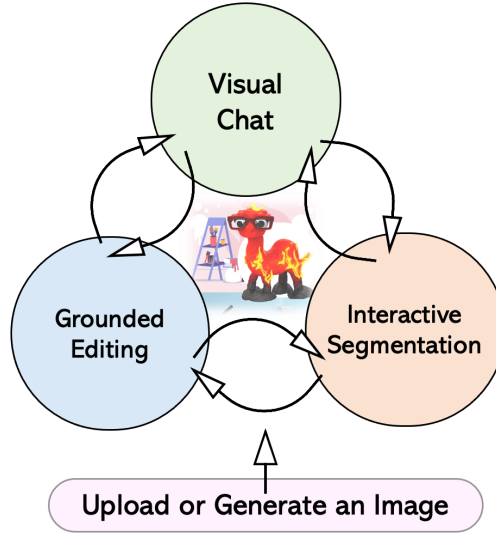 Visual
Chat
Grounded
Editing
Interactive
Segmentation
Upload or Generate an Image